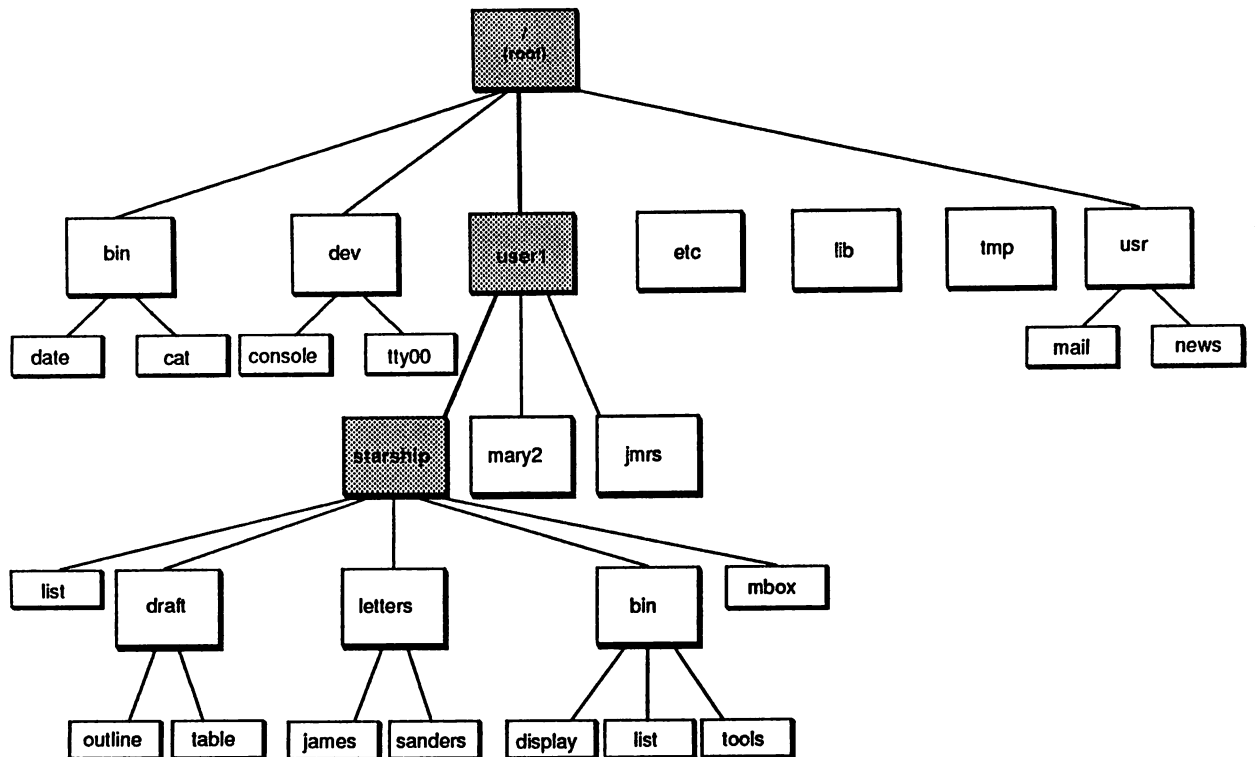 /
(root)
bin
dev
user1
etc
lib
tmp
usr
date
cat
console
tty00
mail
news
starship
mary2
jmrs
list
draft
letters
bin
mbox
outline
table
james
sanders
display
list
tools